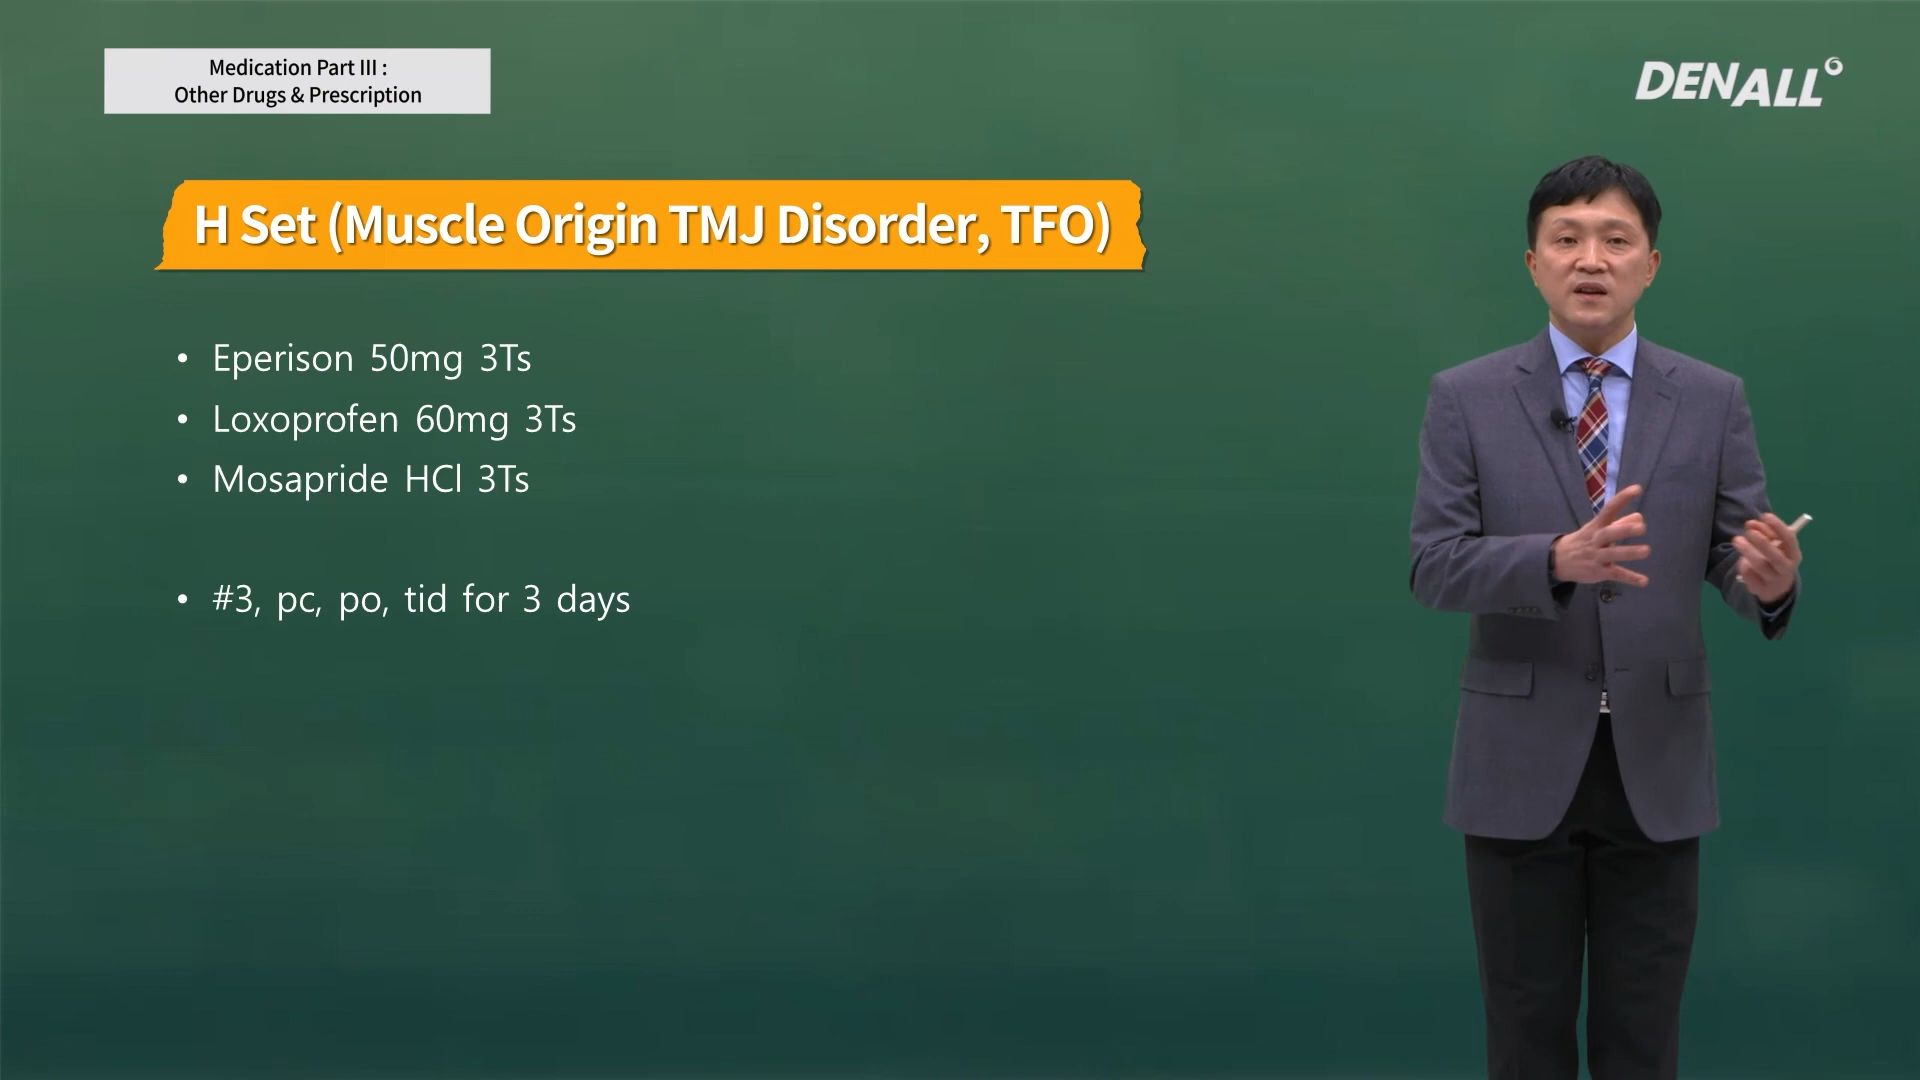 Medication Part III :
Other Drugs & Prescription
DENALL
H Set (Muscle Origin TMJ Disorder, TFO)
• Eperison 50mg 3Ts
• Loxoprofen 60mg 3Ts
• Mosapride HCl 3Ts
• #3, pc, po, tid for 3 days